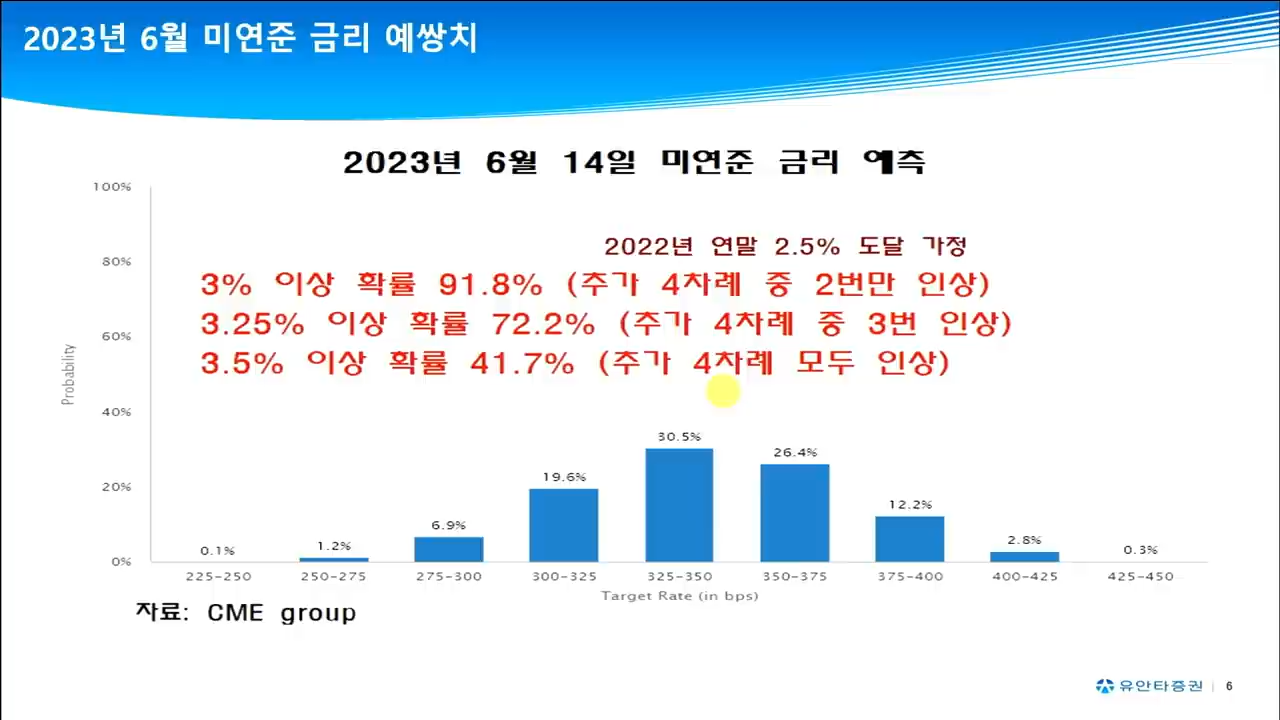 2023년 6월 미연준 금리 예쌍치
2023년 6월 14일 미연준 금리 예측
2022년 연말 2.5% 도달 가정
3% 이상 확률 91.8% (추가 4차례 중 2번만 인상)
3.25% 이상 확률 72.2% (추가 4차례 중 3번 인상)
3.5% 이상 확률 41.7% (추가 4차례 모두 인상)
Probability
100%
80%
60%
40%
20%
0%
0.1%
1.2%
6.9%
19.6%
30.5%
26.4%
12.2%
2.8%
0.3%
225-250
250-275
275-300
300-325
325-350
350-375
375-400
400-425
425-450
Target Rate (in bps)
자료: CME group
유안타증권 | 6